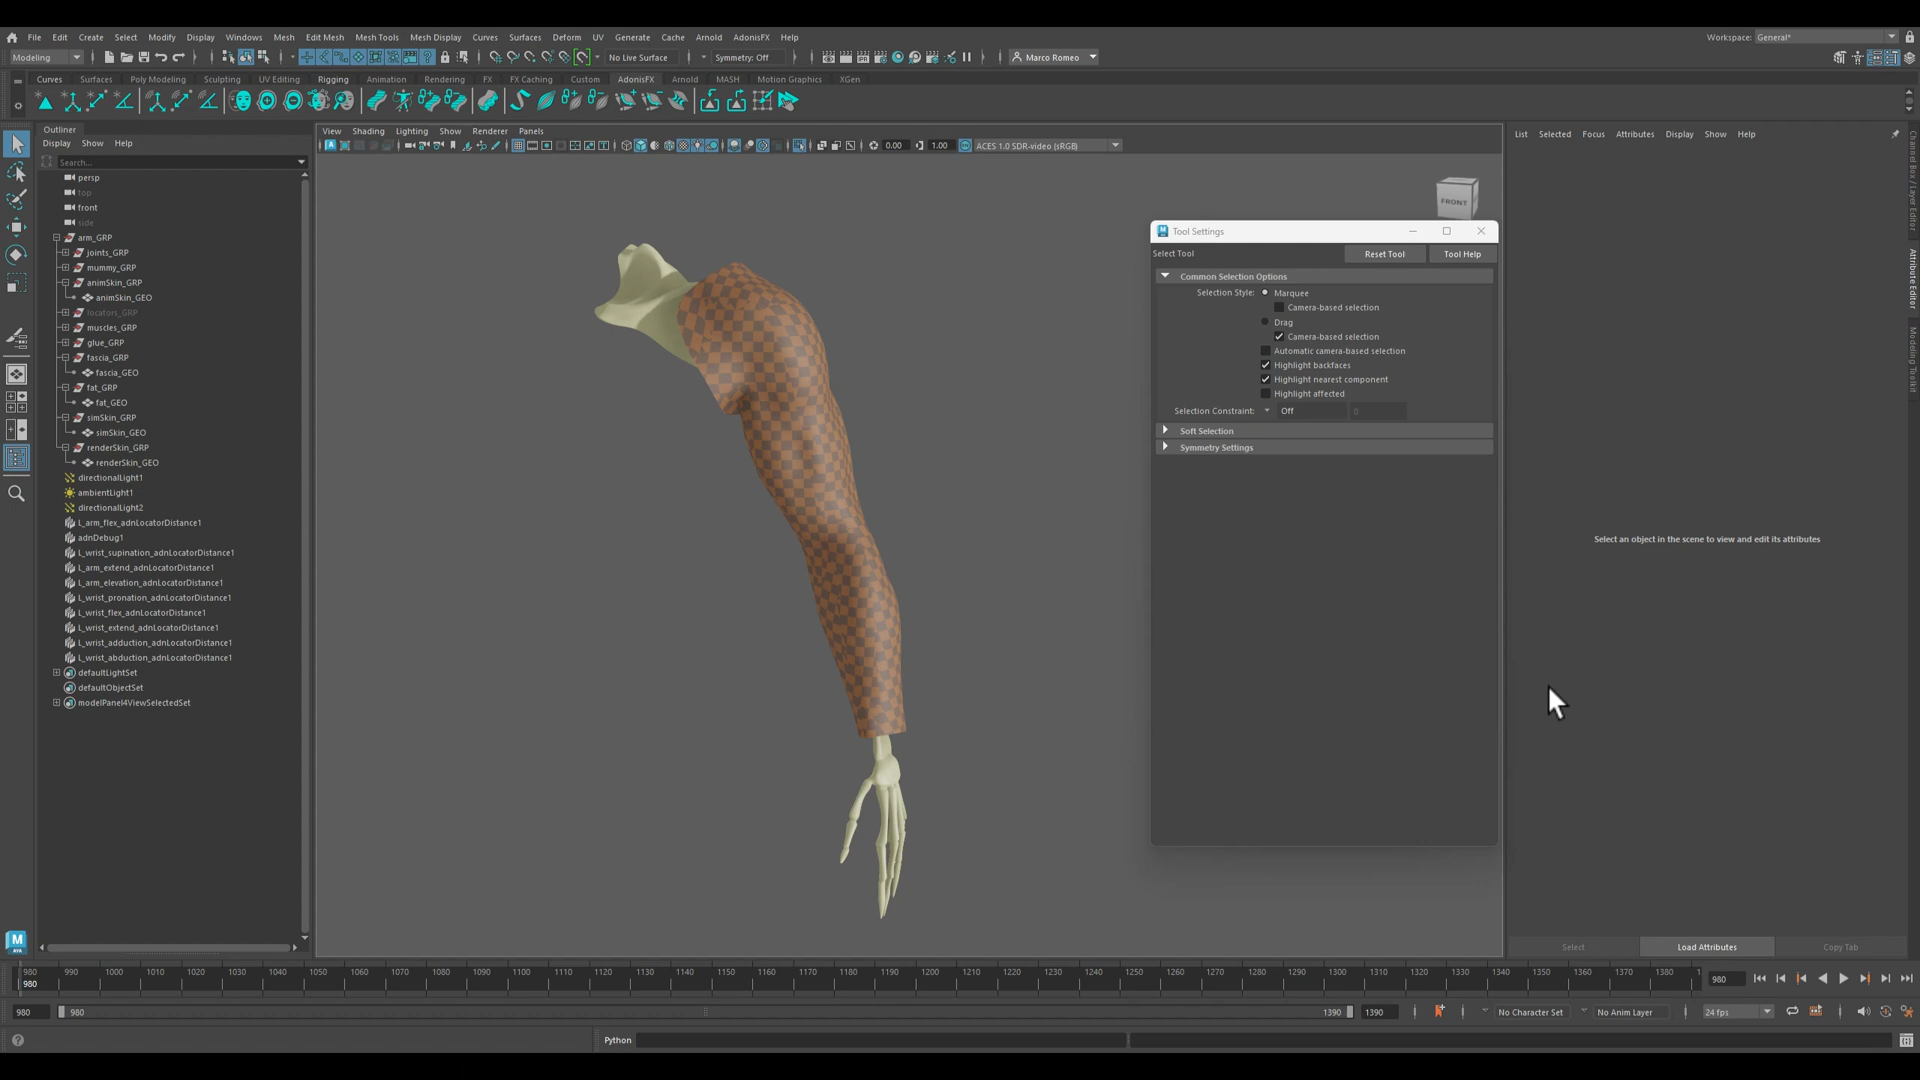 File Edit Create Select Modify Display Windows Mesh Edit Mesh Mesh Tools Mesh Display Curves Surfaces Deform UV Generate Cache Arnold AdonisFX Help
Workspace: General*
Modeling
No Live Surface
Symmetry: Off
Marco Romeo
Curves Surfaces Poly Modeling Sculpting UV Editing Rigging Animation Rendering FX FX Caching Custom AdonisFX Arnold MASH Motion Graphics XGen
Outliner
Display Show Help
Search...
persp
top
front
side
arm_GRP
joints_GRP
mummy_GRP
animSkin_GRP
animSkin_GEO
locators_GRP
muscles_GRP
glue_GRP
fascia_GRP
fascia_GEO
fat_GRP
fat_GEO
simSkin_GRP
simSkin_GEO
renderSkin_GRP
renderSkin_GEO
directionalLight1
ambientLight1
directionalLight2
L_arm_flex_adnLocatorDistance1
adnDebug1
L_wrist_supination_adnLocatorDistance1
L_arm_extend_adnLocatorDistance1
L_arm_elevation_adnLocatorDistance1
L_wrist_pronation_adnLocatorDistance1
L_wrist_flex_adnLocatorDistance1
L_wrist_extend_adnLocatorDistance1
L_wrist_adduction_adnLocatorDistance1
L_wrist_abduction_adnLocatorDistance1
defaultLightSet
defaultObjectSet
modelPanel4ViewSelectedSet
View Shading Lighting Show Renderer Panels
0.00 1.00 ACES 1.0 SDR-video (sRGB)
FRONT
Tool Settings
Select Tool
Reset Tool
Tool Help
Common Selection Options
Selection Style: Marquee
Camera-based selection
Drag
Camera-based selection
Automatic camera-based selection
Highlight backfaces
Highlight nearest component
Highlight affected
Selection Constraint: Off 0
Soft Selection
Symmetry Settings
List Selected Focus Attributes Display Show Help
Select an object in the scene to view and edit its attributes
Select
Load Attributes
Copy Tab
Channel Box / Layer Editor
Attribute Editor
Modeling Toolkit
980 990 1000 1010 1020 1030 1040 1050 1060 1070 1080 1090 1100 1110 1120 1130 1140 1150 1160 1170 1180 1190 1200 1210 1220 1230 1240 1250 1260 1270 1280 1290 1300 1310 1320 1330 1340 1350 1360 1370 1380 1
980
980
980
980
1390
1390
No Character Set
No Anim Layer
24 fps
Python